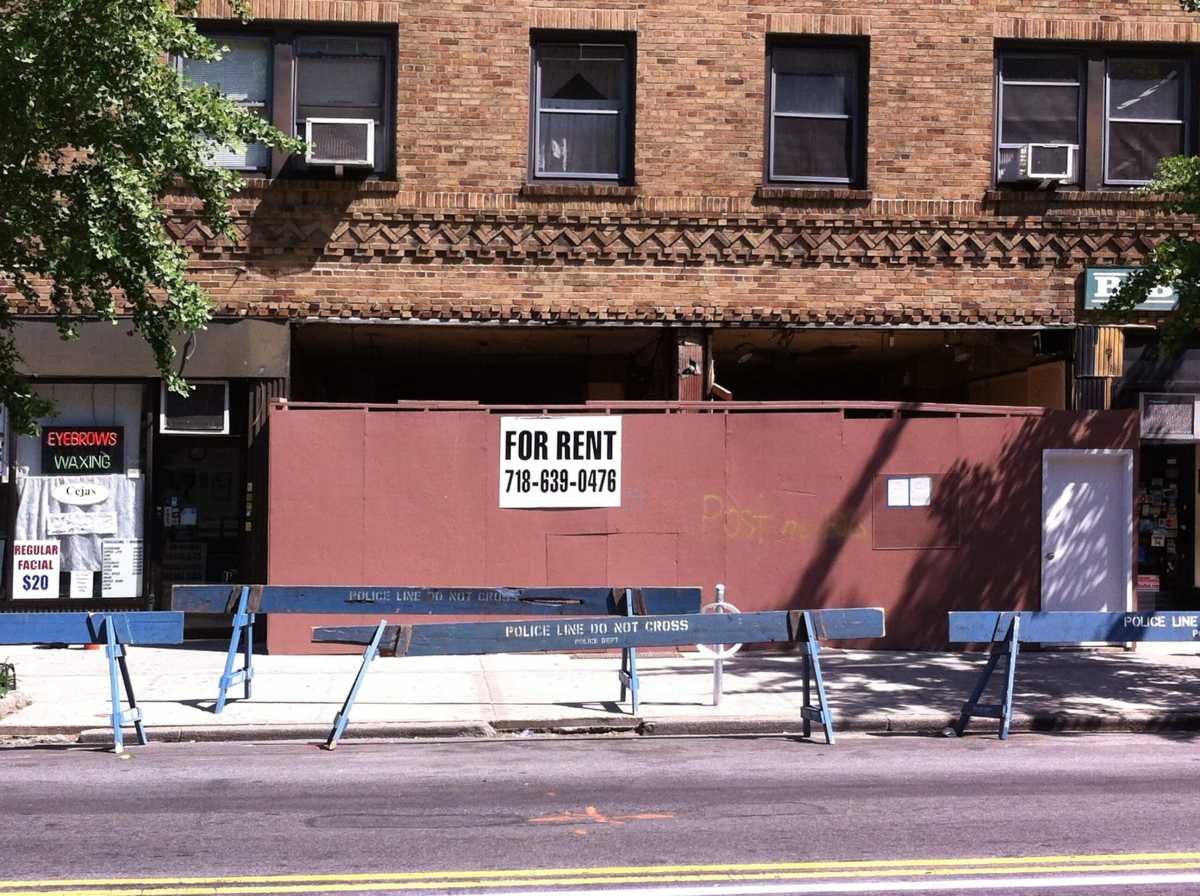 EYEBROWS
WAXING
Cejas
REGULAR
FACIAL
$20
FOR RENT
718-639-0476
POST
POLICE LINE DO NOT CROSS
POLICE LINE DO NOT CROSS
POLICE DEPT
POLICE LINE